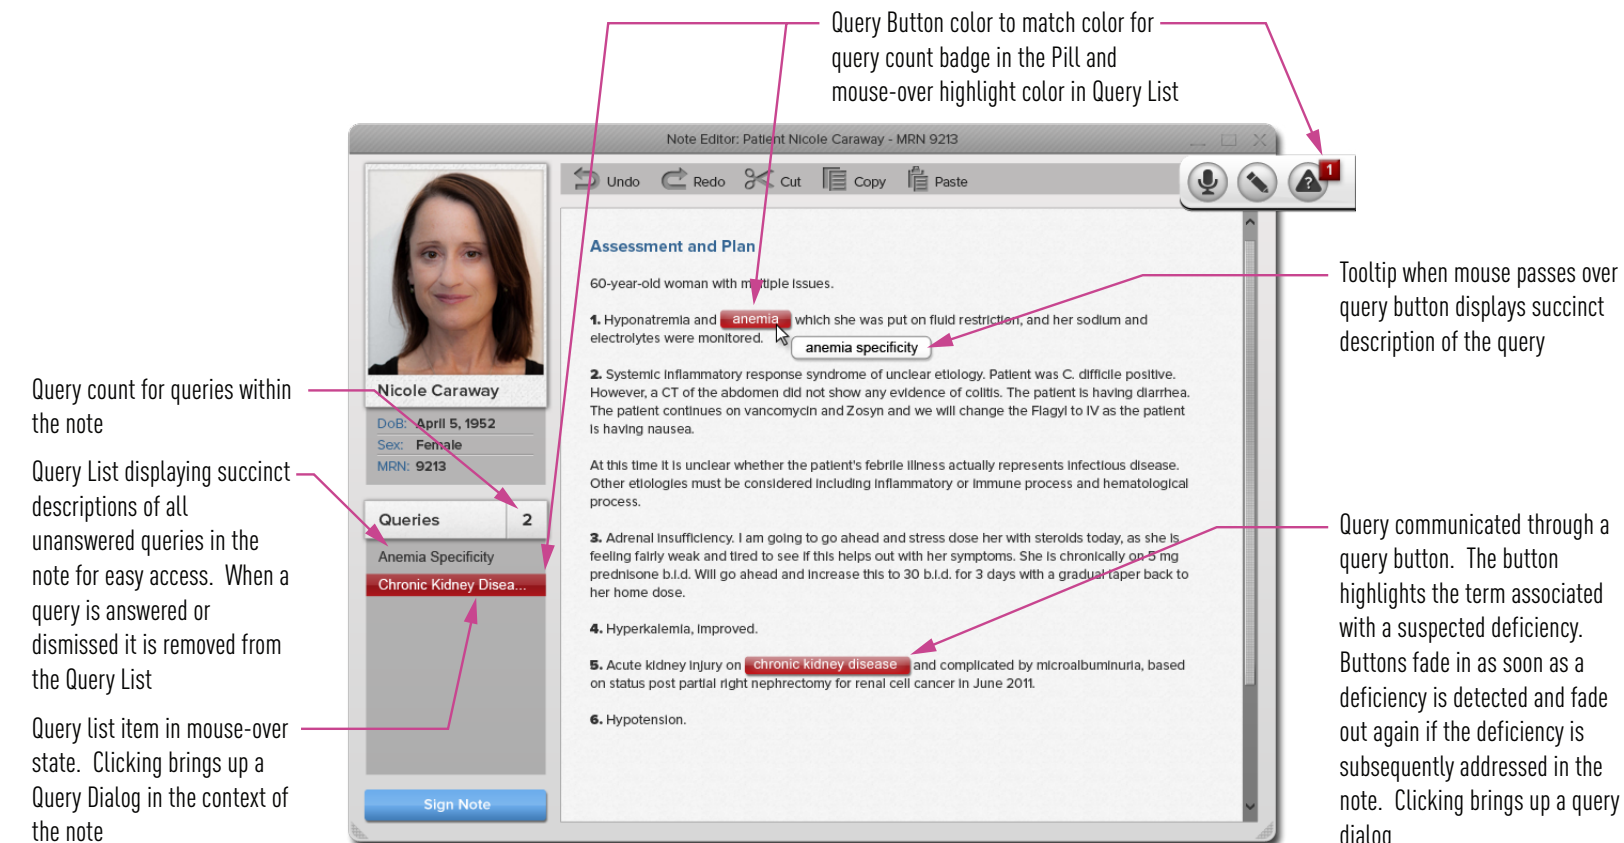 Query Button color to match color for
query count badge in the Pill and
mouse-over highlight color in Query List
Note Editor: Patient Nicole Caraway - MRN 9213
Undo Redo Cut Copy Paste
1
Nicole Caraway
DoB: April 5, 1952
Sex: Female
MRN: 9213
Queries 2
Anemia Specificity
Chronic Kidney Disea...
Sign Note
Assessment and Plan
60-year-old woman with multiple issues.
1. Hyponatremia and anemia which she was put on fluid restriction, and her sodium and
electrolytes were monitored.
anemia specificity
2. Systemic inflammatory response syndrome of unclear etiology. Patient was C. difficile positive.
However, a CT of the abdomen did not show any evidence of colitis. The patient is having diarrhea.
The patient continues on vancomycin and Zosyn and we will change the Flagyl to IV as the patient
is having nausea.
At this time it is unclear whether the patient's febrile illness actually represents infectious disease.
Other etiologies must be considered including inflammatory or immune process and hematological
process.
3. Adrenal insufficiency. I am going to go ahead and stress dose her with steroids today, as she is
feeling fairly weak and tired to see if this helps out with her symptoms. She is chronically on 5 mg
prednisone b.i.d. Will go ahead and increase this to 30 b.i.d. for 3 days with a gradual taper back to
her home dose.
4. Hyperkalemia, improved.
5. Acute kidney injury on chronic kidney disease and complicated by microalbuminuria, based
on status post partial right nephrectomy for renal cell cancer in June 2011.
6. Hypotension.
Query count for queries within
the note
Query List displaying succinct
descriptions of all
unanswered queries in the
note for easy access. When a
query is answered or
dismissed it is removed from
the Query List
Query list item in mouse-over
state. Clicking brings up a
Query Dialog in the context of
the note
Tooltip when mouse passes over
query button displays succinct
description of the query
Query communicated through a
query button. The button
highlights the term associated
with a suspected deficiency.
Buttons fade in as soon as a
deficiency is detected and fade
out again if the deficiency is
subsequently addressed in the
note. Clicking brings up a query
dialog